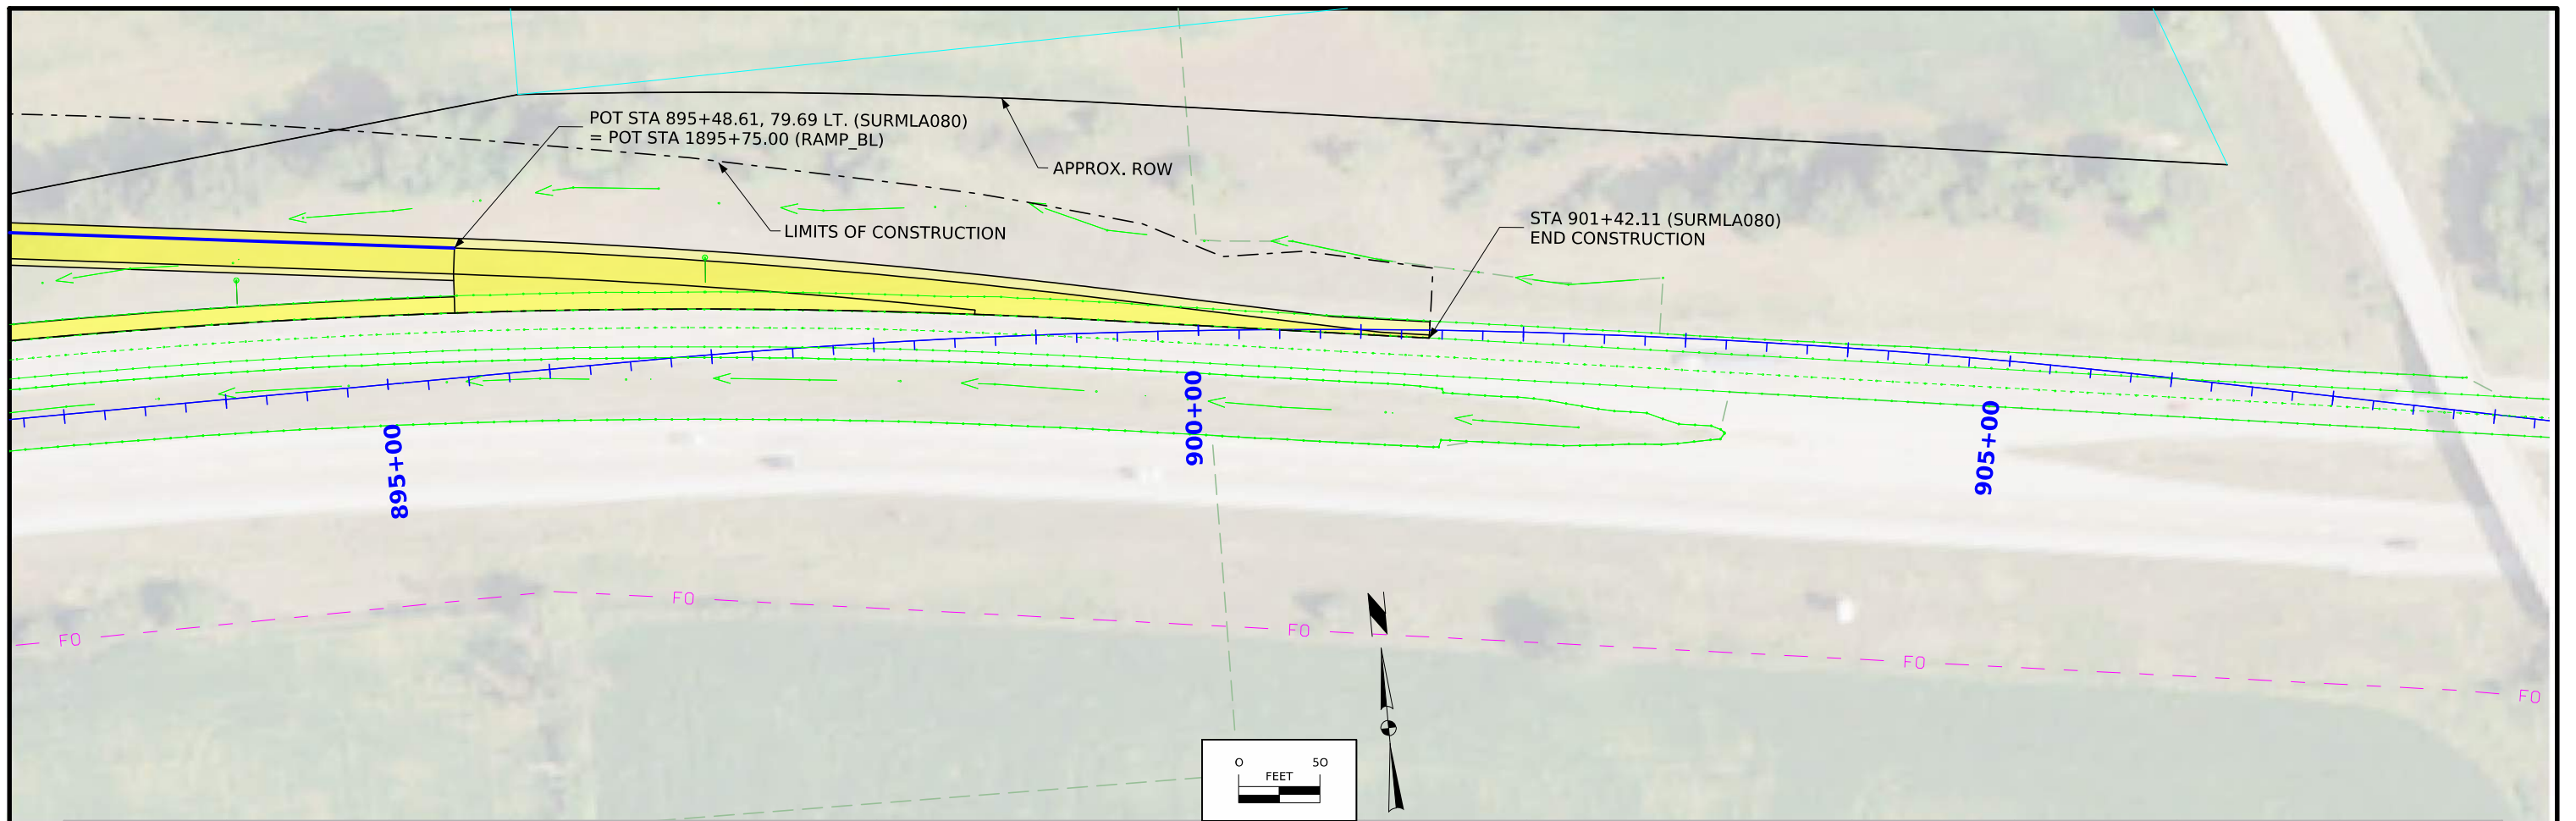 POT STA 895+48.61, 79.69 LT. (SURMLA080)
= POT STA 1895+75.00 (RAMP_BL)
APPROX. ROW
LIMITS OF CONSTRUCTION
STA 901+42.11 (SURMLA080)
END CONSTRUCTION
895+00
900+00
905+00
FO
FO
FO
FO
FO
N
0 50
FEET